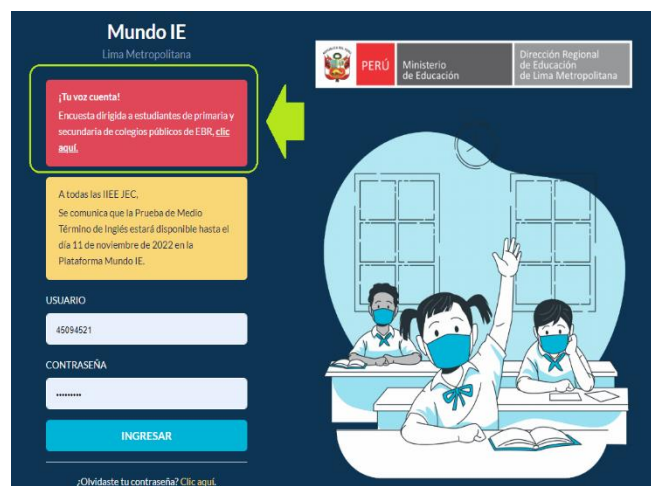 Mundo IE
Lima Metropolitana
¡Tu voz cuenta!
Encuesta dirigida a estudiantes de primaria y
secundaria de colegios públicos de EBR, clic
aquí.
A todas las IIEE JEC,
Se comunica que la Prueba de Medio
Término de Inglés estará disponible hasta el
día 11 de noviembre de 2022 en la
Plataforma Mundo IE.
USUARIO
45094521
CONTRASEÑA
•••••••••
INGRESAR
¿Olvidaste tu contraseña? Clic aquí.
PERÚ
Ministerio
de Educación
Dirección Regional
de Educación
de Lima Metropolitana